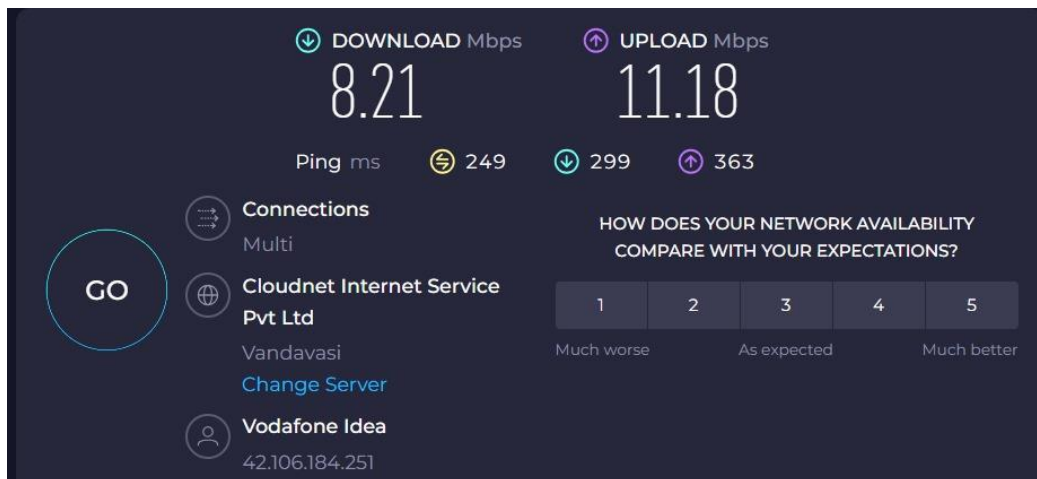 DOWNLOAD Mbps
8.21
UPLOAD Mbps
11.18
Ping ms 249 299 363
GO
Connections
Multi
Cloudnet Internet Service
Pvt Ltd
Vandavasi
Change Server
Vodafone Idea
42.106.184.251
HOW DOES YOUR NETWORK AVAILABILITY
COMPARE WITH YOUR EXPECTATIONS?
1 2 3 4 5
Much worse As expected Much better